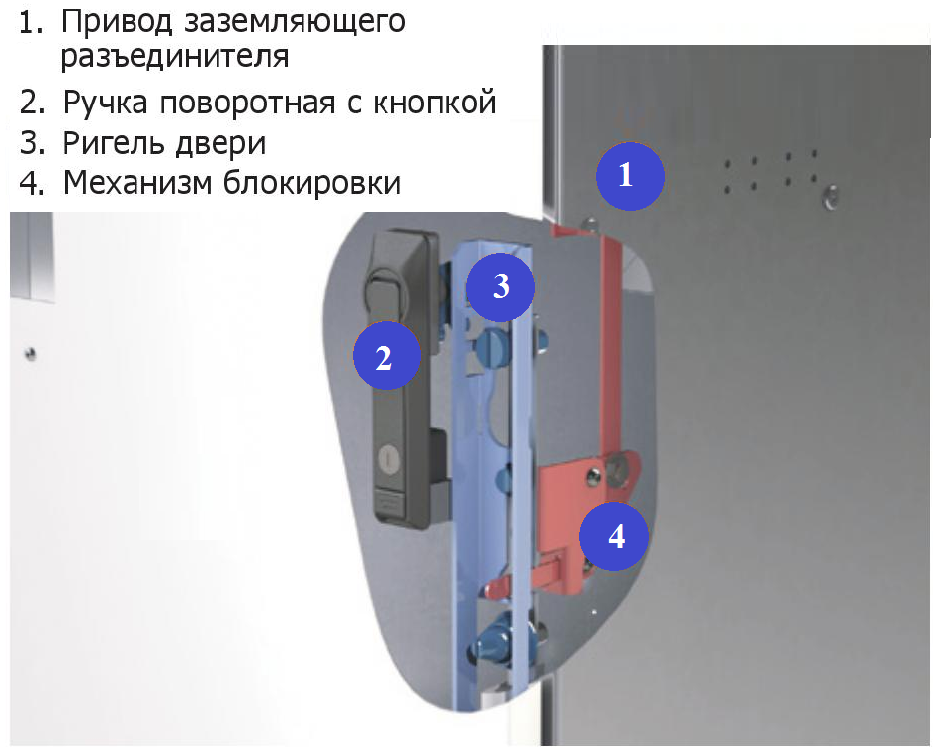 1. Привод заземляющего
разъединителя
2. Ручка поворотная с кнопкой
3. Ригель двери
4. Механизм блокировки
1
3
2
4